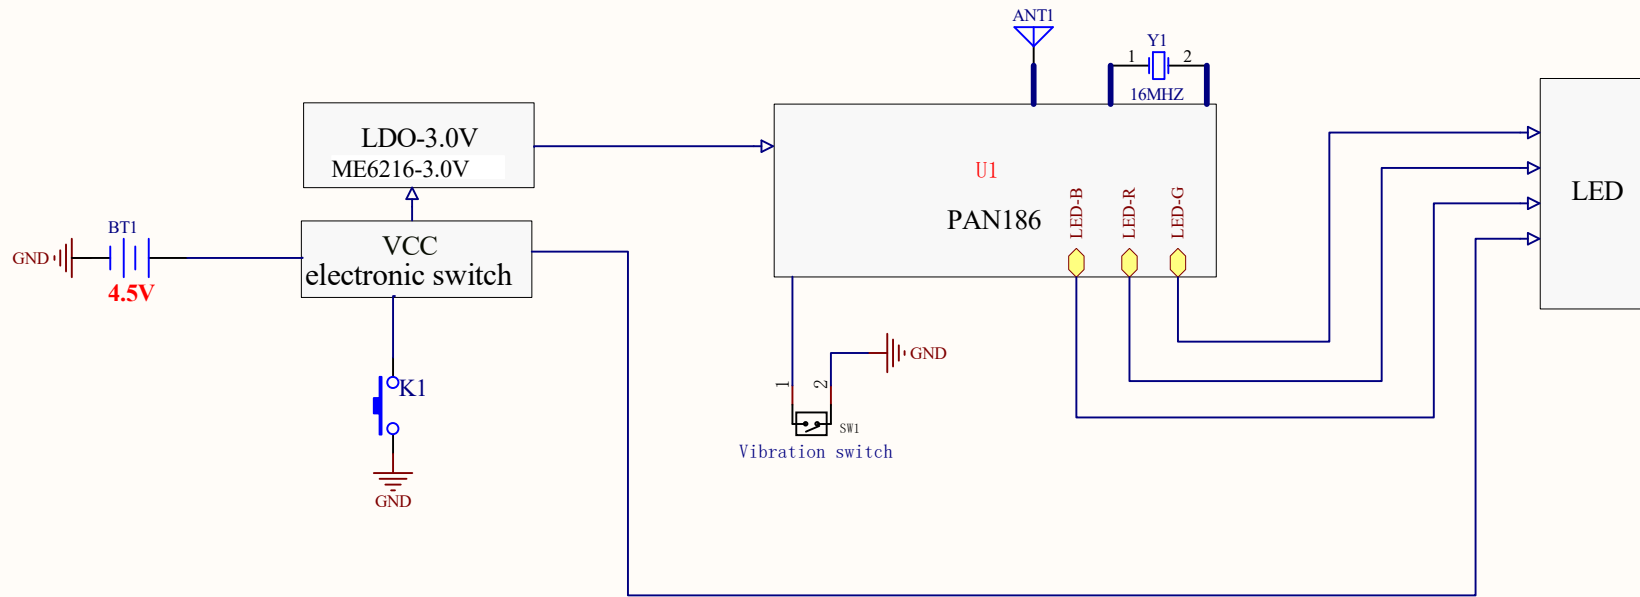 ANT1
Y1
1 2
16MHZ
LDO-3.0V
ME6216-3.0V
U1
PAN186
LED-B
LED-R
LED-G
LED
BT1
GND
4.5V
VCC
electronic switch
K1
GND
GND
1
2
SW1
Vibration switch